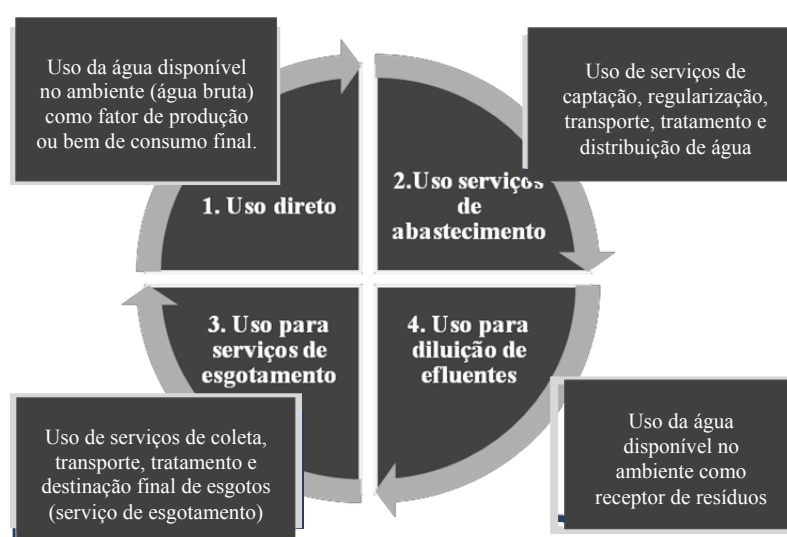 Uso da água disponível
no ambiente (água bruta)
como fator de produção
ou bem de consumo final.
Uso de serviços de
captação, regularização,
transporte, tratamento e
distribuição de água
1. Uso direto
2.Uso serviços
de
abastecimento
3. Uso para
serviços de
esgotamento
4. Uso para
diluição de
efluentes
Uso de serviços de coleta,
transporte, tratamento e
destinação final de esgotos
(serviço de esgotamento)
Uso da água
disponível no
ambiente como
receptor de resíduos